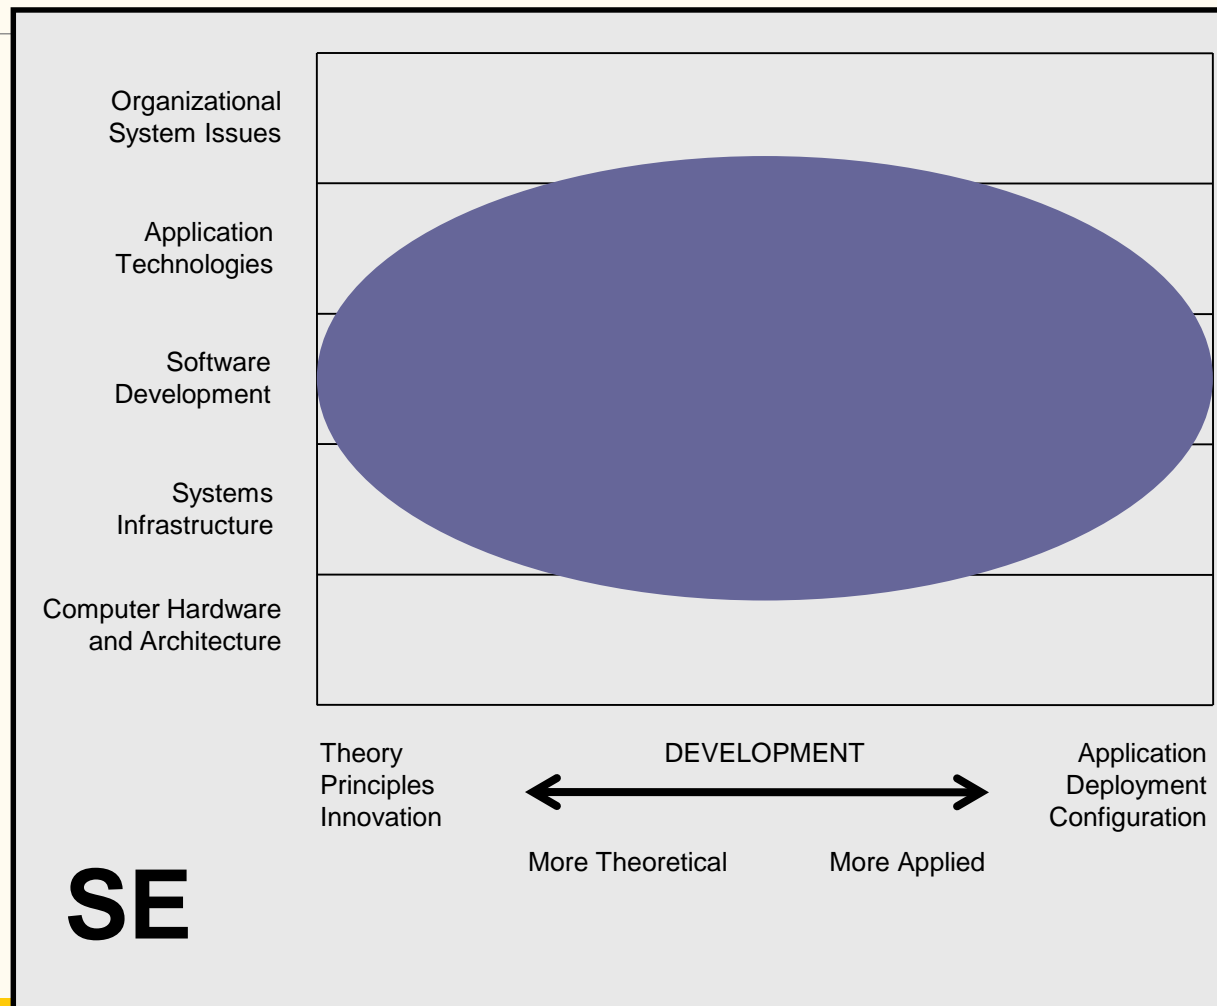 Organizational
System Issues
Application
Technologies
Software
Development
Systems
Infrastructure
Computer Hardware
and Architecture
Theory
Principles
Innovation
DEVELOPMENT
Application
Deployment
Configuration
More Theoretical
More Applied
SE